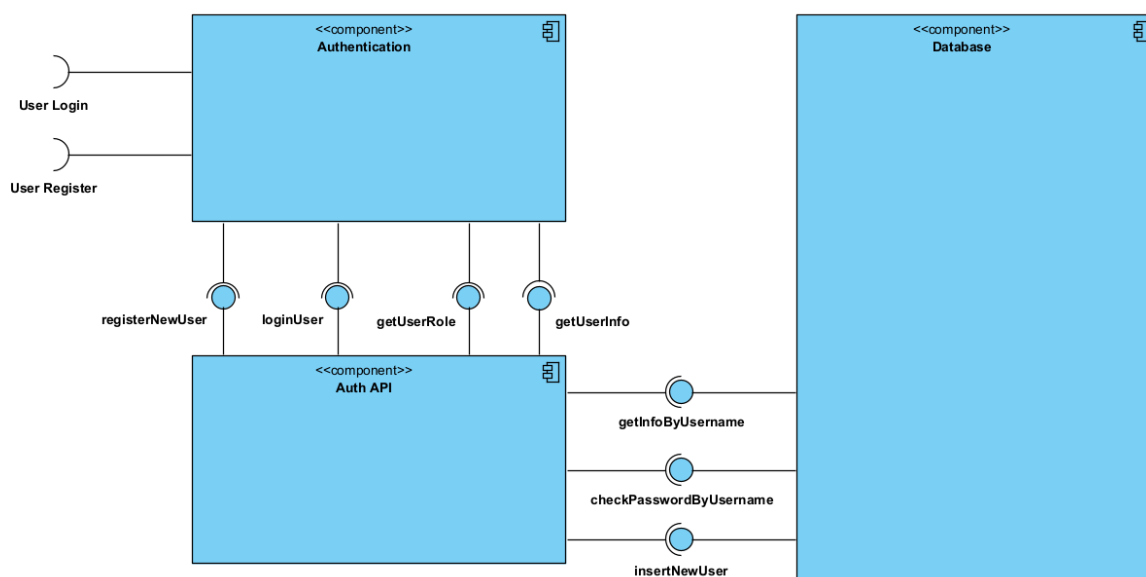 <<component>>
Authentication
<<component>>
Database
User Login
User Register
registerNewUser
loginUser
getUserRole
getUserInfo
<<component>>
Auth API
getInfoByUsername
checkPasswordByUsername
insertNewUser